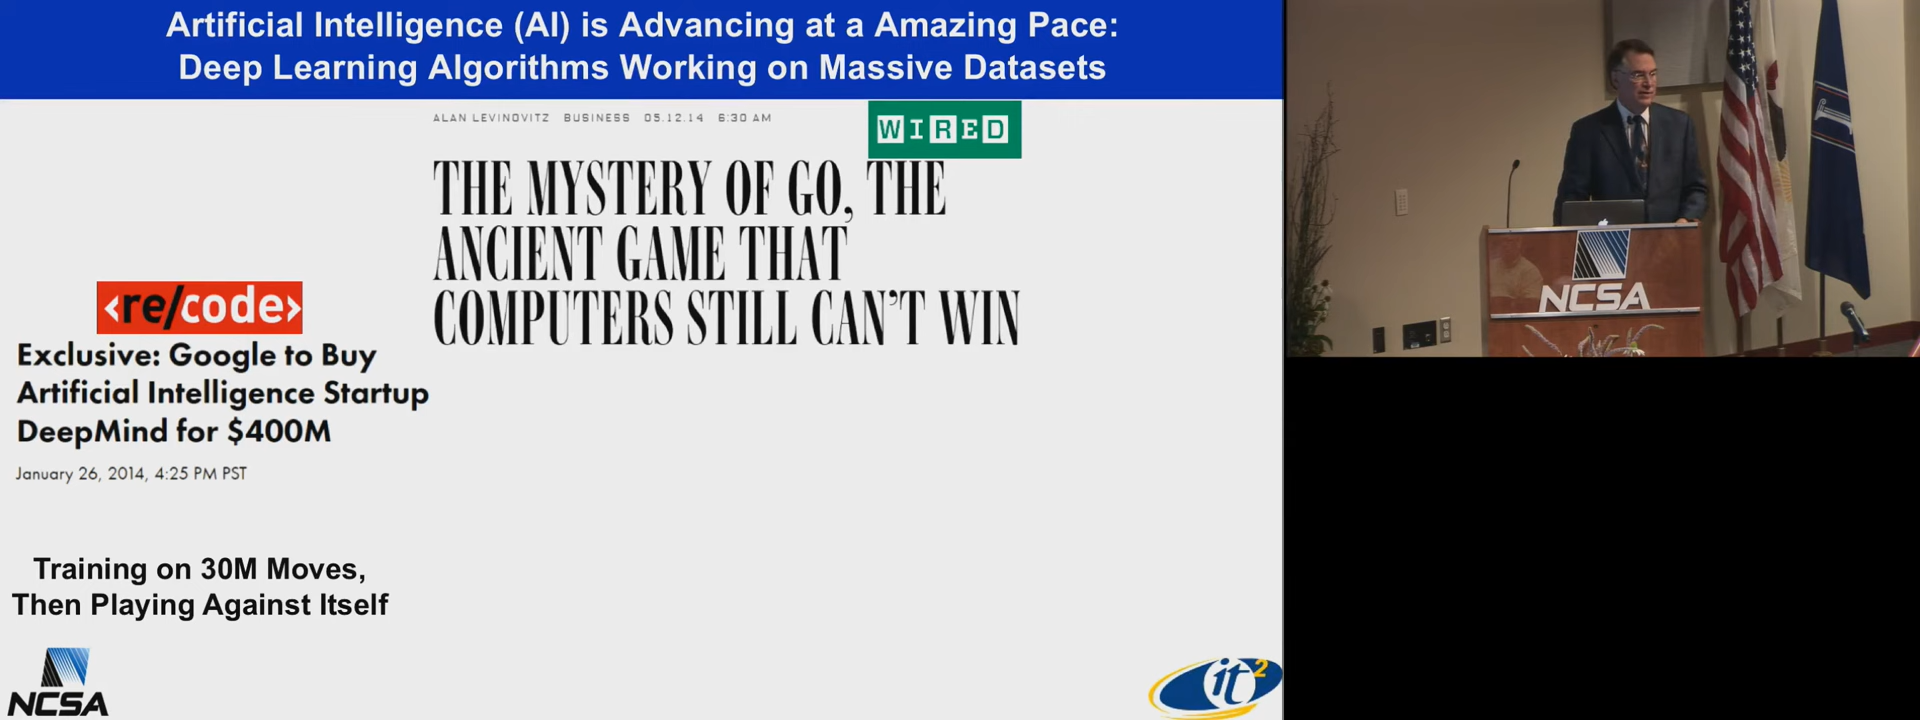 Artificial Intelligence (AI) is Advancing at a Amazing Pace:
Deep Learning Algorithms Working on Massive Datasets
ALAN LEVINOVITZ BUSINESS 05.12.14 6:30 AM
WIRED
THE MYSTERY OF GO, THE
ANCIENT GAME THAT
COMPUTERS STILL CAN'T WIN
<re/code>
Exclusive: Google to Buy
Artificial Intelligence Startup
DeepMind for $400M
January 26, 2014, 4:25 PM PST
Training on 30M Moves,
Then Playing Against Itself
NCSA
it2
NCSA